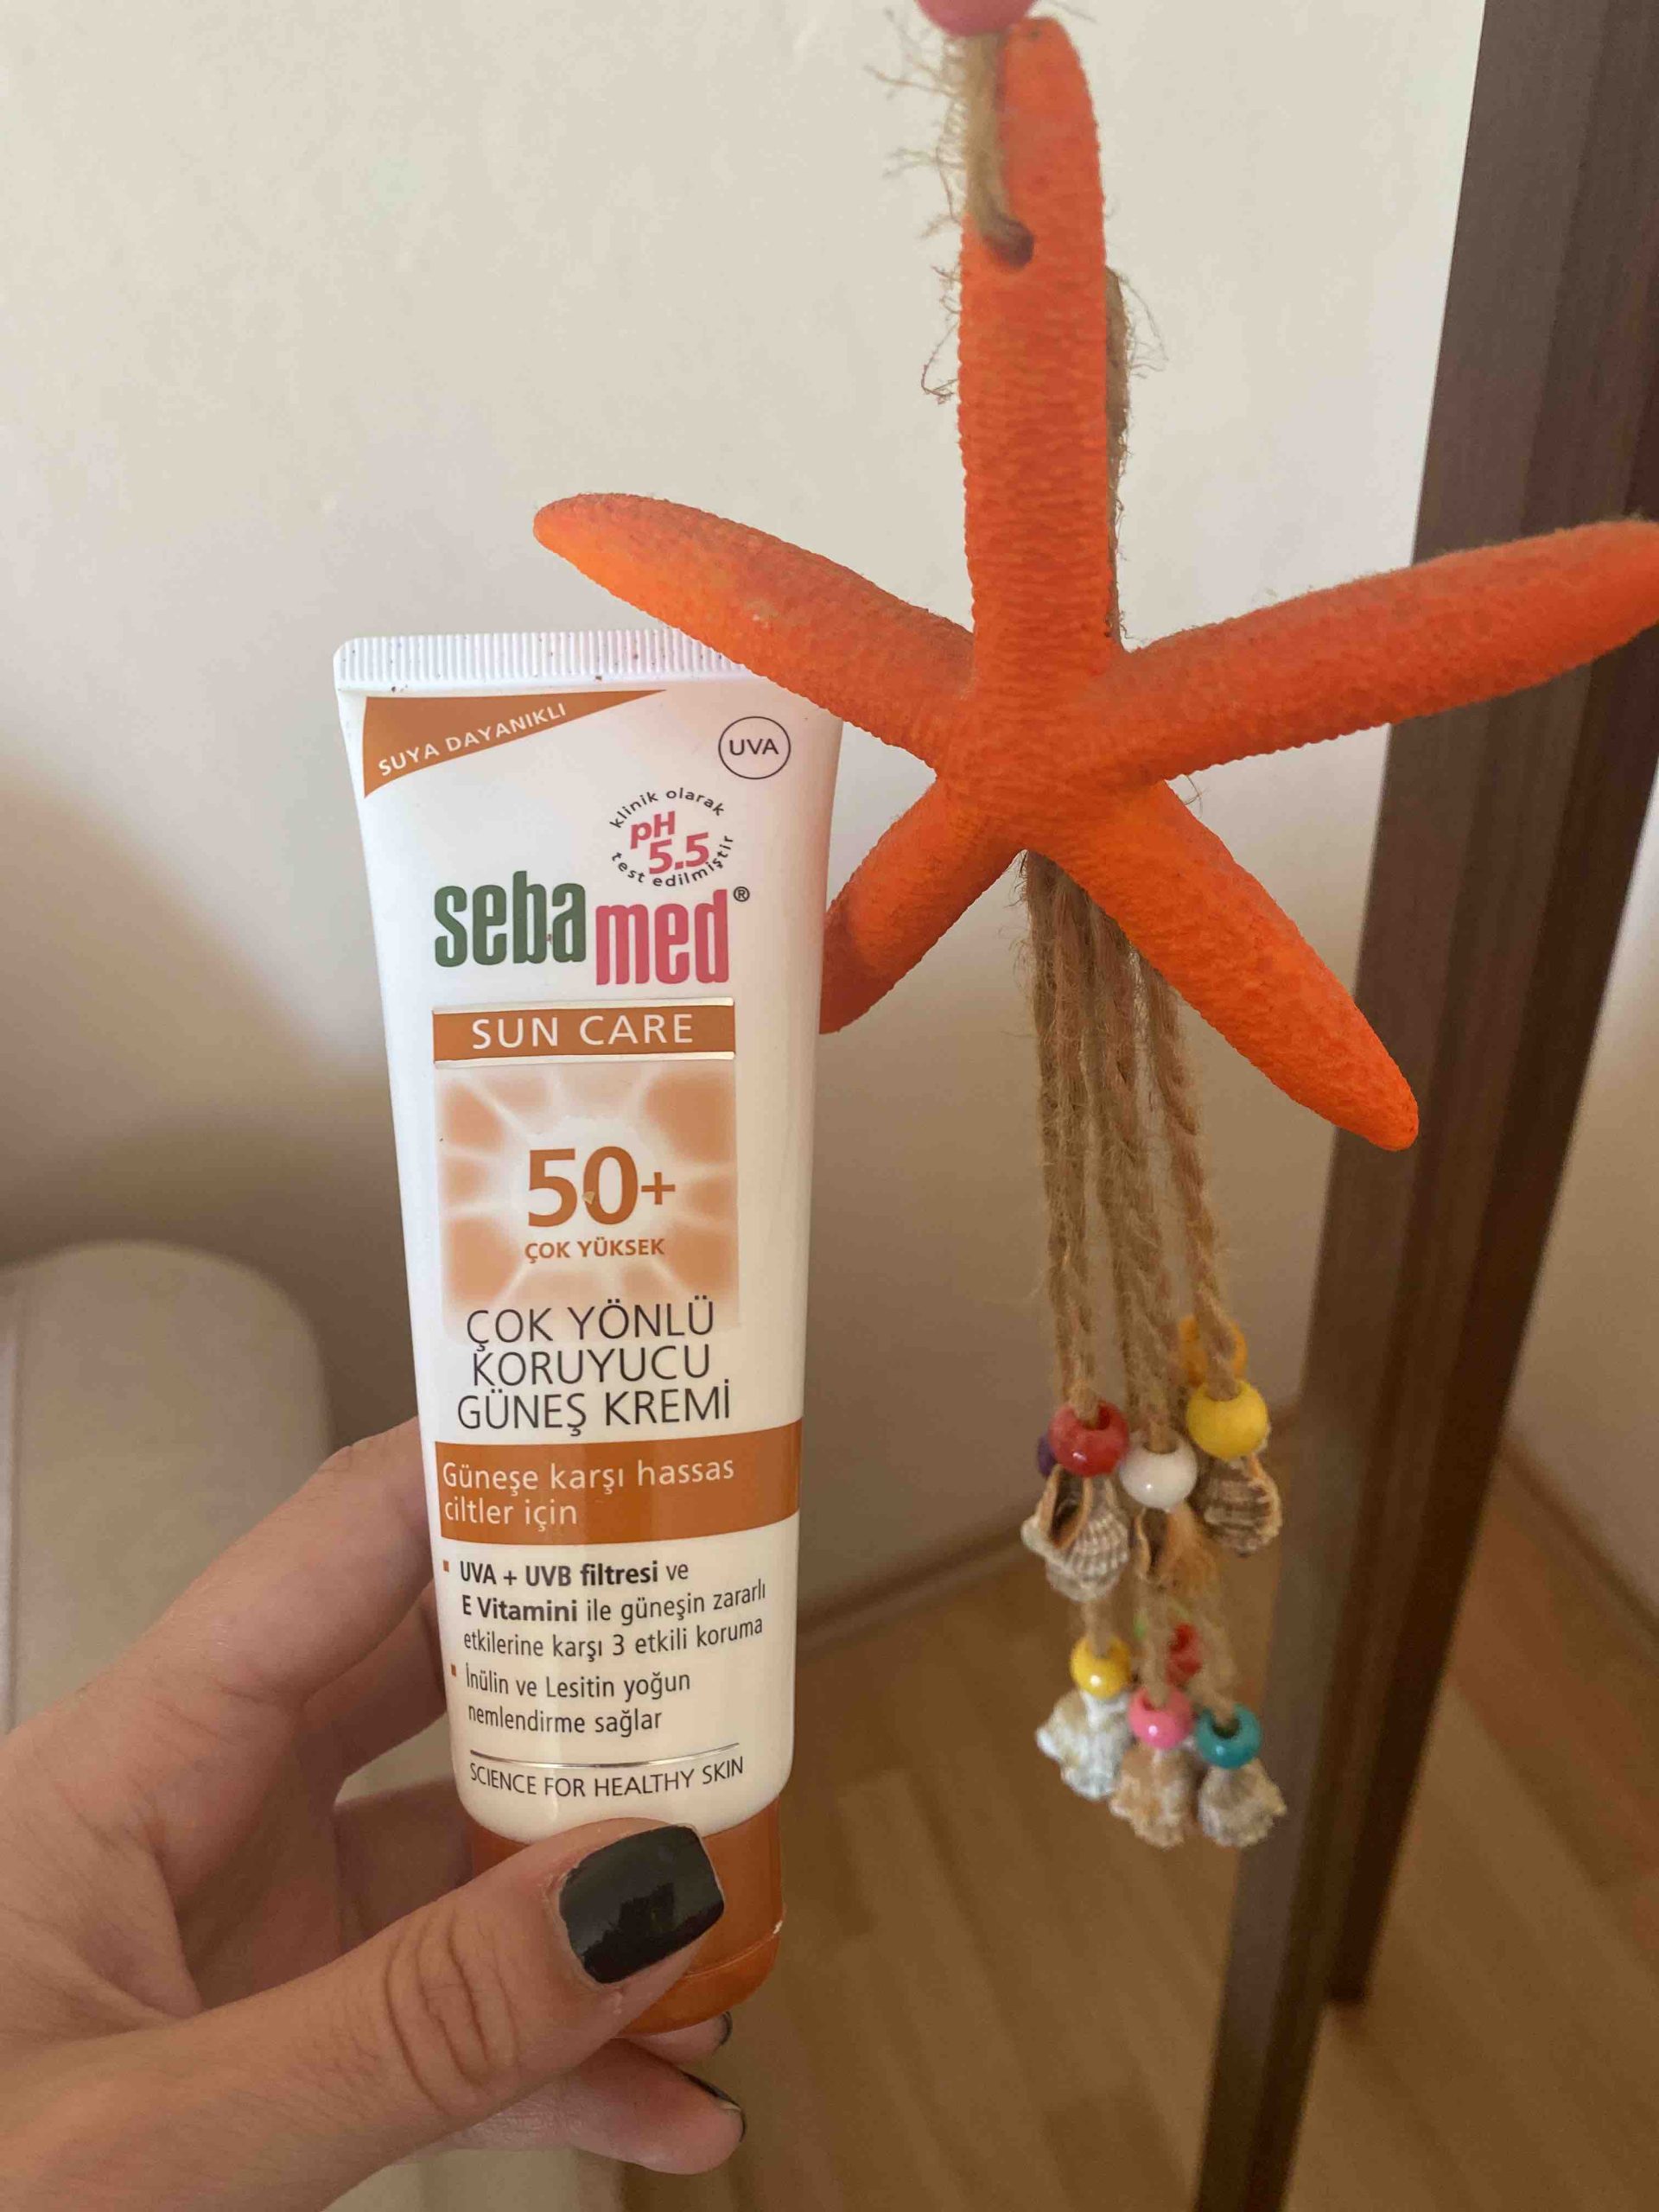 SUYA DAYANIKLI
UVA
klinik olarak
pH
5.5
test edilmiştir
sebamed®
SUN CARE
50+
ÇOK YÜKSEK
ÇOK YÖNLÜ
KORUYUCU
GÜNEŞ KREMİ
Güneşe karşı hassas
ciltler için
▪ UVA + UVB filtresi ve
E Vitamini ile güneşin zararlı
etkilerine karşı 3 etkili koruma
▪ İnülin ve Lesitin yoğun
nemlendirme sağlar
SCIENCE FOR HEALTHY SKIN